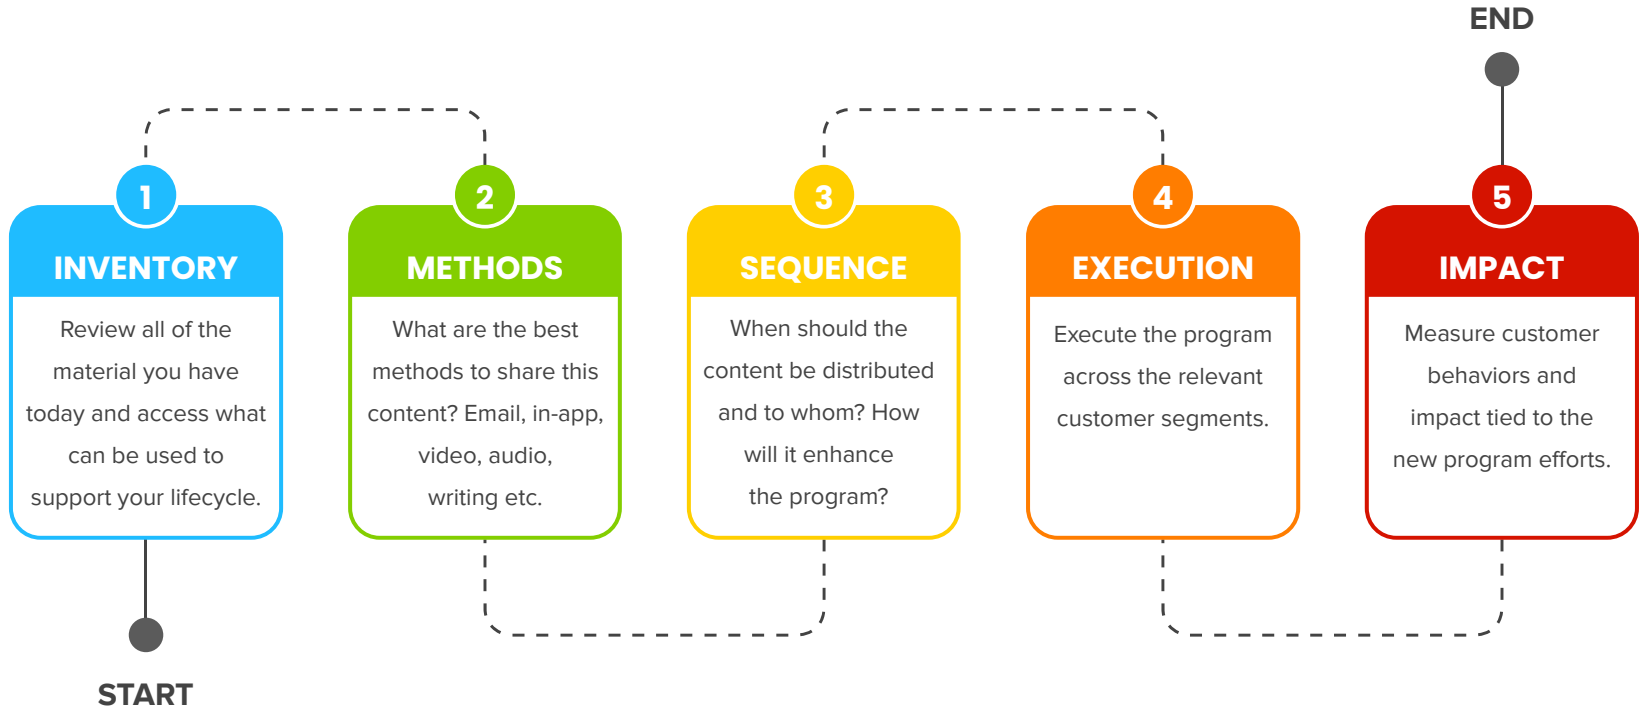 END
1
INVENTORY
Review all of the
material you have
today and access what
can be used to
support your lifecycle.
2
METHODS
What are the best
methods to share this
content? Email, in-app,
video, audio,
writing etc.
3
SEQUENCE
When should the
content be distributed
and to whom? How
will it enhance
the program?
4
EXECUTION
Execute the program
across the relevant
customer segments.
5
IMPACT
Measure customer
behaviors and
impact tied to the
new program efforts.
START